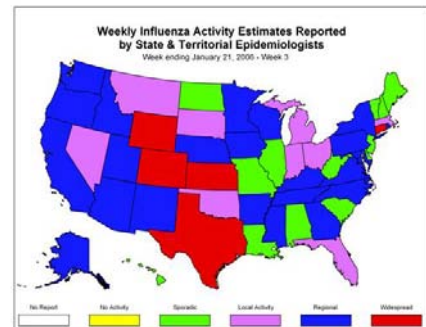 Weekly Influenza Activity Estimates Reported
by State & Territorial Epidemiologists
Week ending January 21, 2006 - Week 3
No Report
No Activity
Sporadic
Local Activity
Regional
Widespread